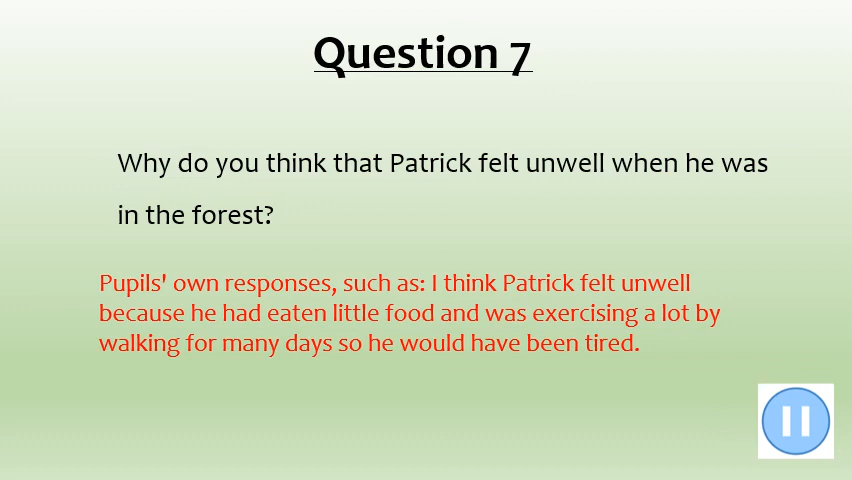 Question 7
Why do you think that Patrick felt unwell when he was
in the forest?
Pupils' own responses, such as: I think Patrick felt unwell
because he had eaten little food and was exercising a lot by
walking for many days so he would have been tired.